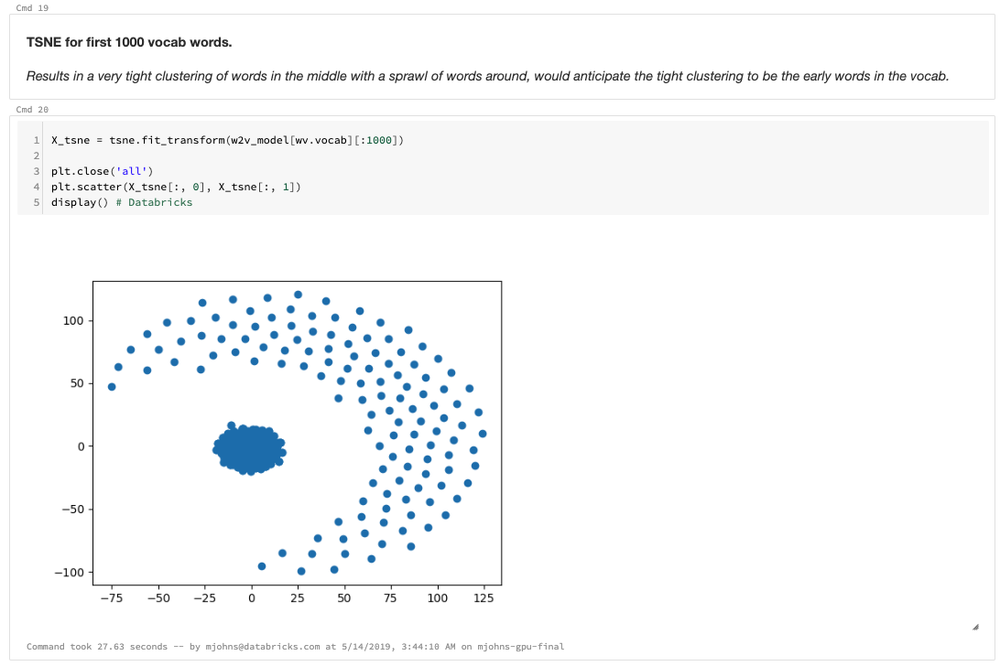 Cmd 19
TSNE for first 1000 vocab words.
Results in a very tight clustering of words in the middle with a sprawl of words around, would anticipate the tight clustering to be the early words in the vocab.
Cmd 20
1 X_tsne = tsne.fit_transform(w2v_model[wv.vocab][:1000])
2
3 plt.close('all')
4 plt.scatter(X_tsne[:, 0], X_tsne[:, 1])
5 display() # Databricks
100
50
0
−50
−100
−75 −50 −25 0 25 50 75 100 125
Command took 27.63 seconds -- by mjohns@databricks.com at 5/14/2019, 3:44:10 AM on mjohns-gpu-final